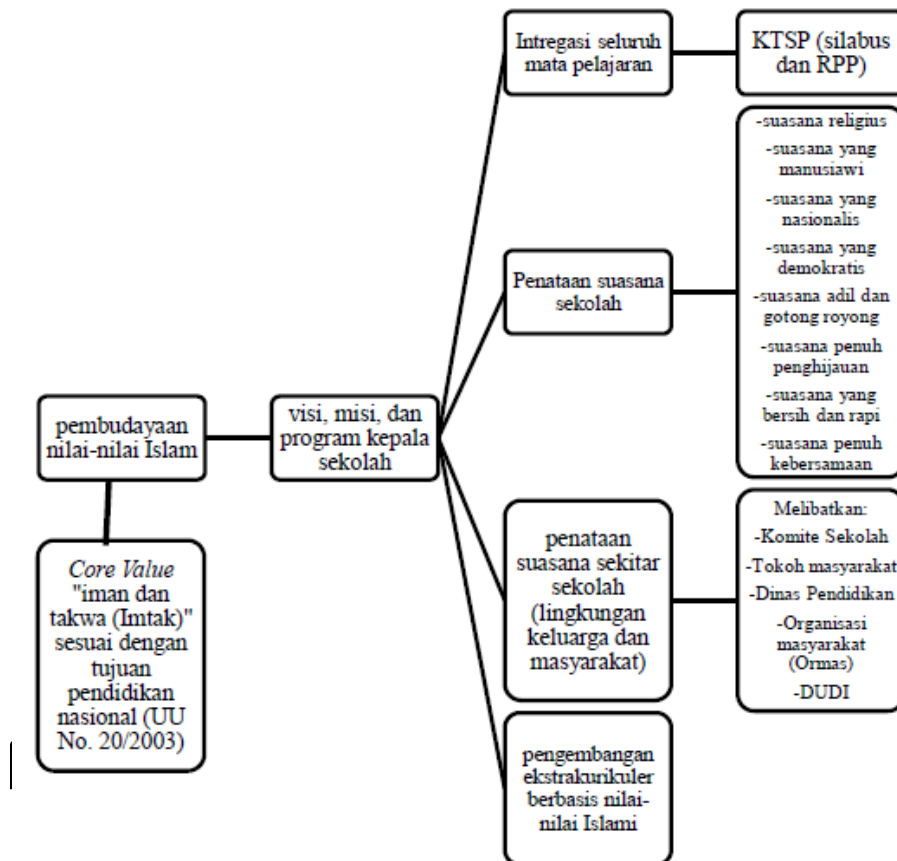 Intregasi seluruh
mata pelajaran
KTSP (silabus
dan RPP)
-suasana religius
-suasana yang
manusiawi
-suasana yang
nasionalis
-suasana yang
demokratis
-suasana adil dan
gotong royong
-suasana penuh
penghijauan
-suasana yang
bersih dan rapi
-suasana penuh
kebersamaan
Penataan suasana
sekolah
pembudayaan
nilai-nilai Islam
visi, misi, dan
program kepala
sekolah
Core Value
"iman dan
takwa (Imtak)"
sesuai dengan
tujuan
pendidikan
nasional (UU
No. 20/2003)
penataan
suasana sekitar
sekolah
(lingkungan
keluarga dan
masyarakat)
Melibatkan:
-Komite Sekolah
-Tokoh masyarakat
-Dinas Pendidikan
-Organisasi
masyarakat
(Ormas)
-DUDI
pengembangan
ekstrakurikuler
berbasis nilai-
nilai Islami